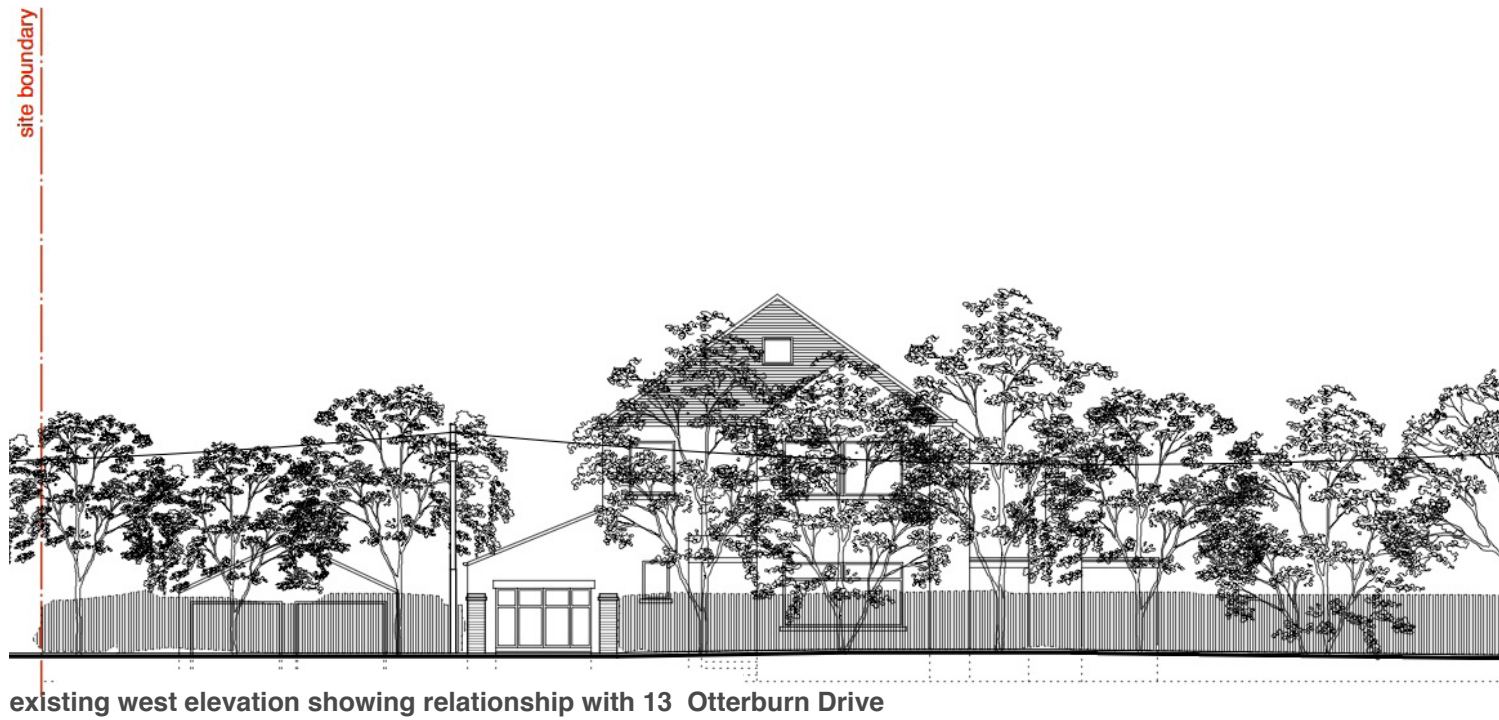 site boundary
existing west elevation showing relationship with 13 Otterburn Drive